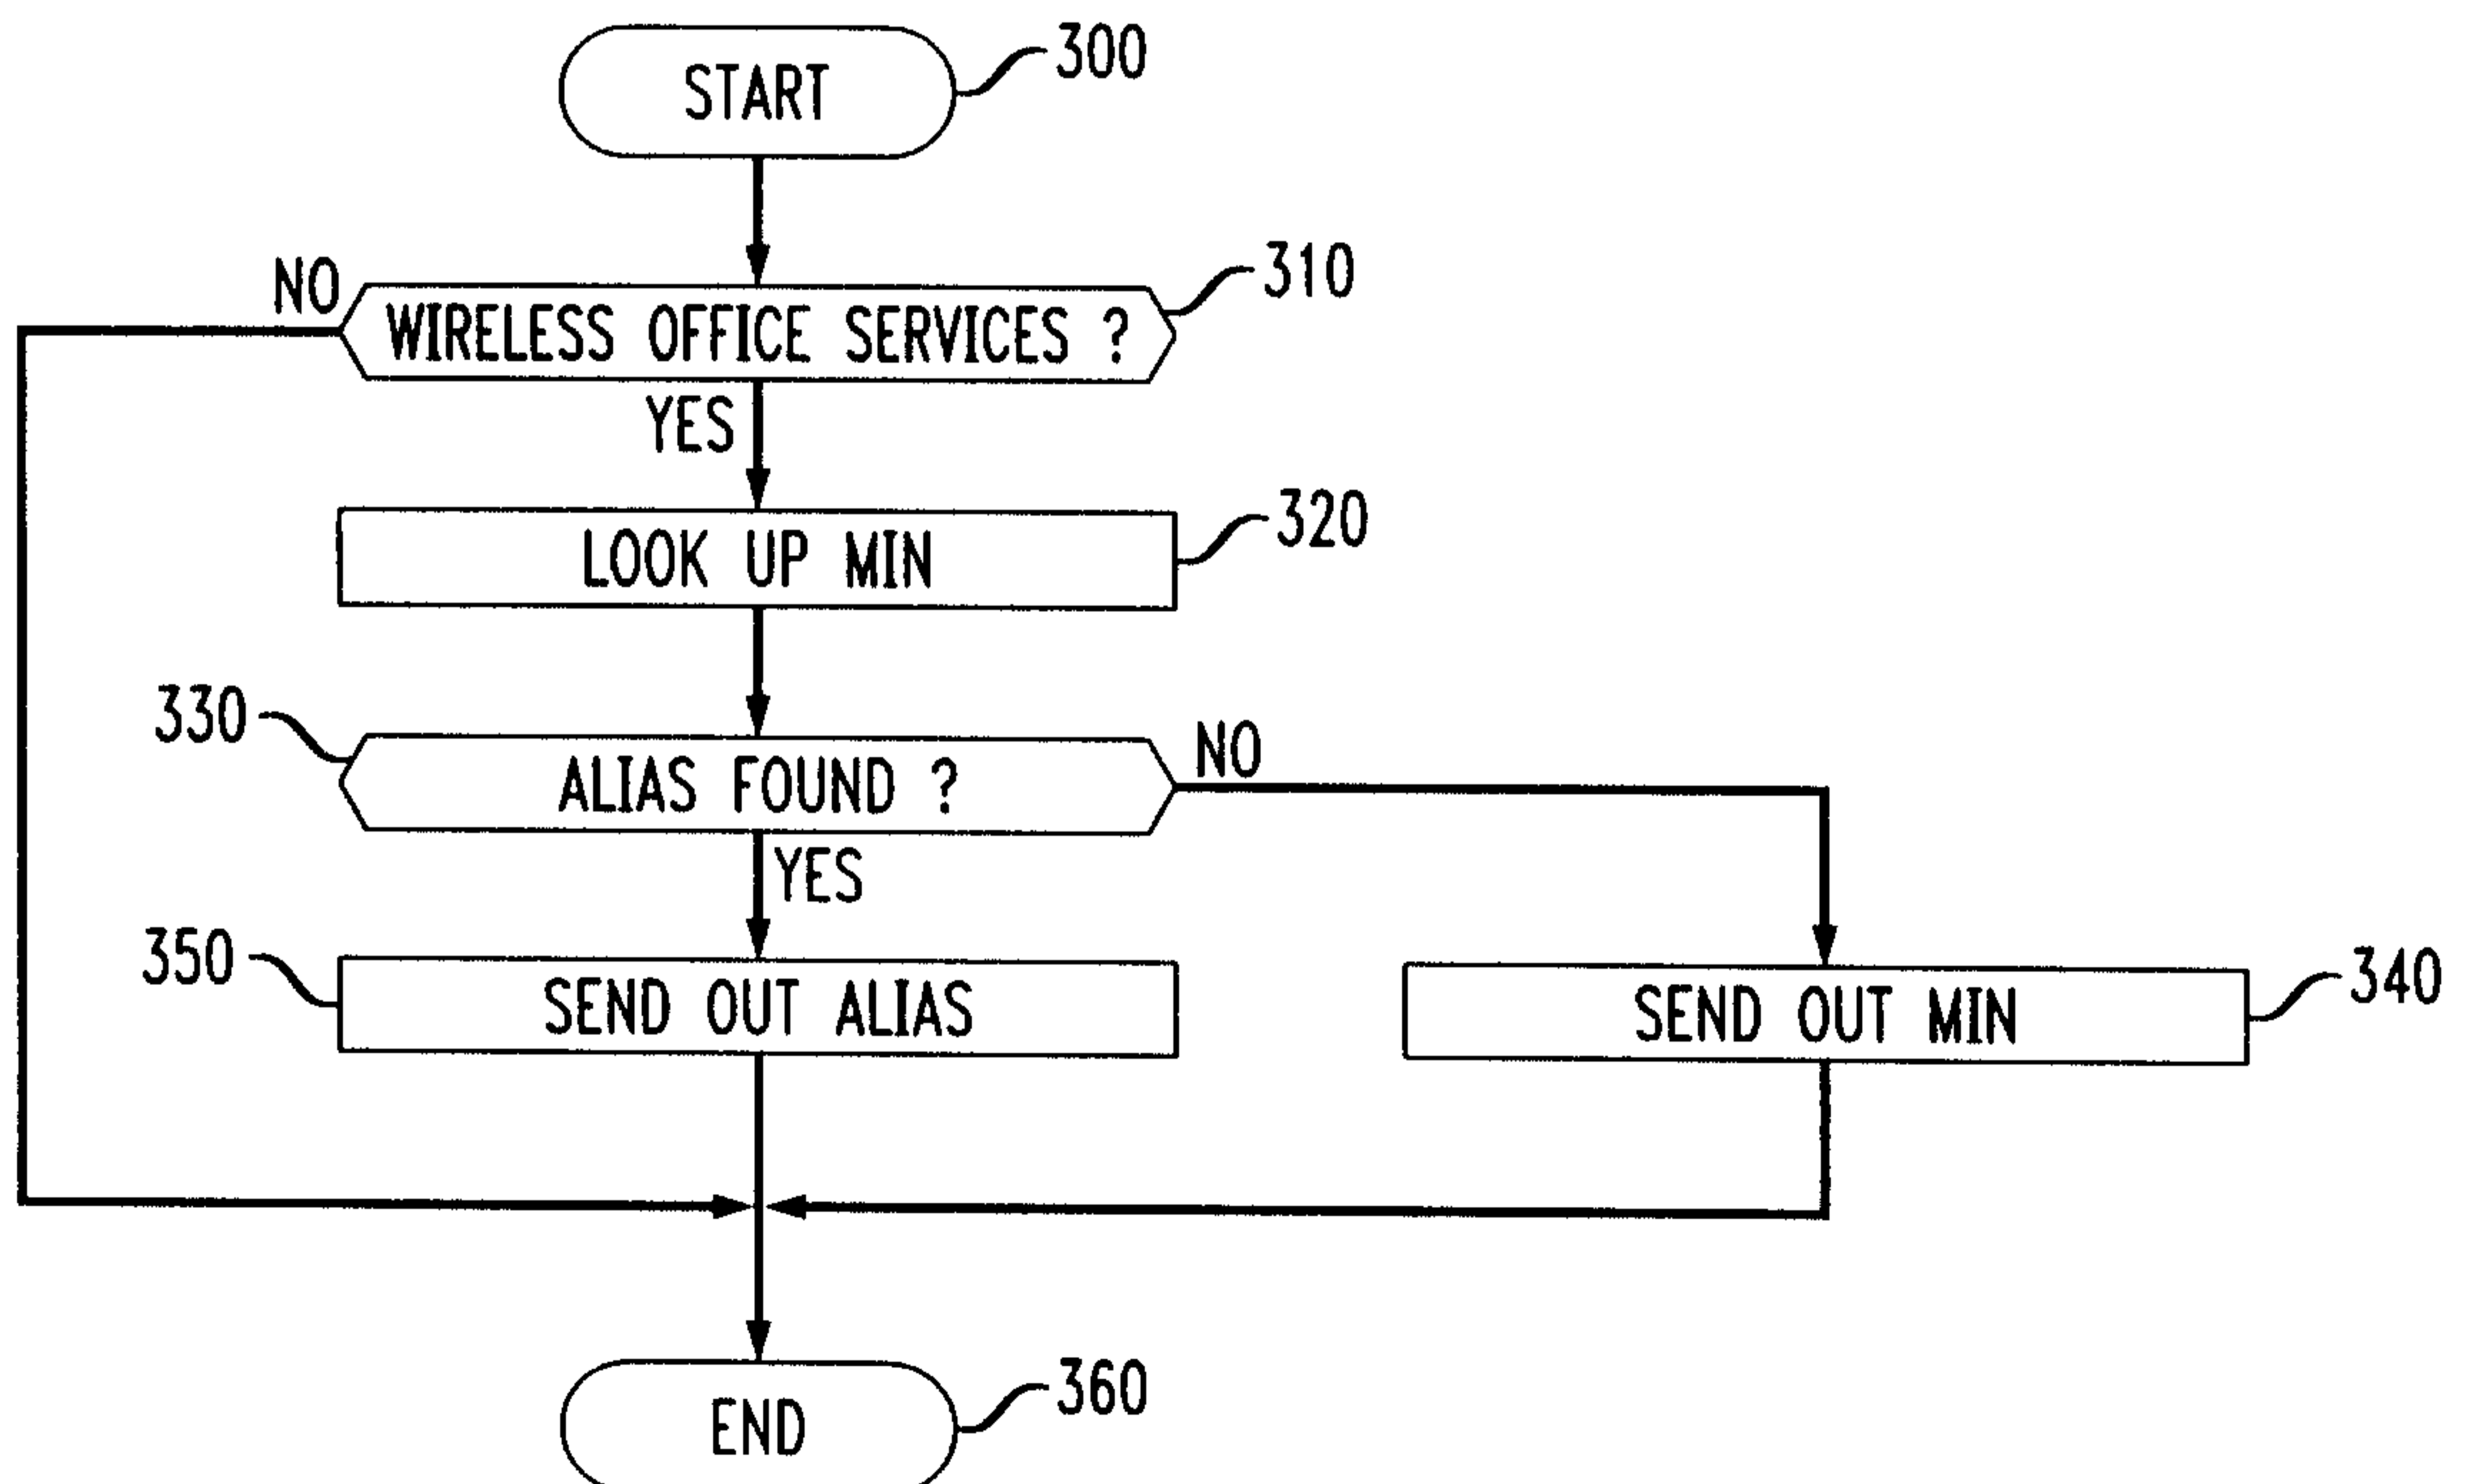 START
300
NO
310
WIRELESS OFFICE SERVICES ?
YES
320
LOOK UP MIN
330
NO
ALIAS FOUND ?
YES
350
SEND OUT ALIAS
340
SEND OUT MIN
360
END